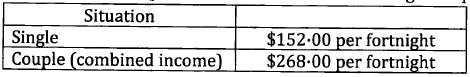 Situation
Single $152·00 per fortnight
Couple (combined income) $268·00 per fortnight